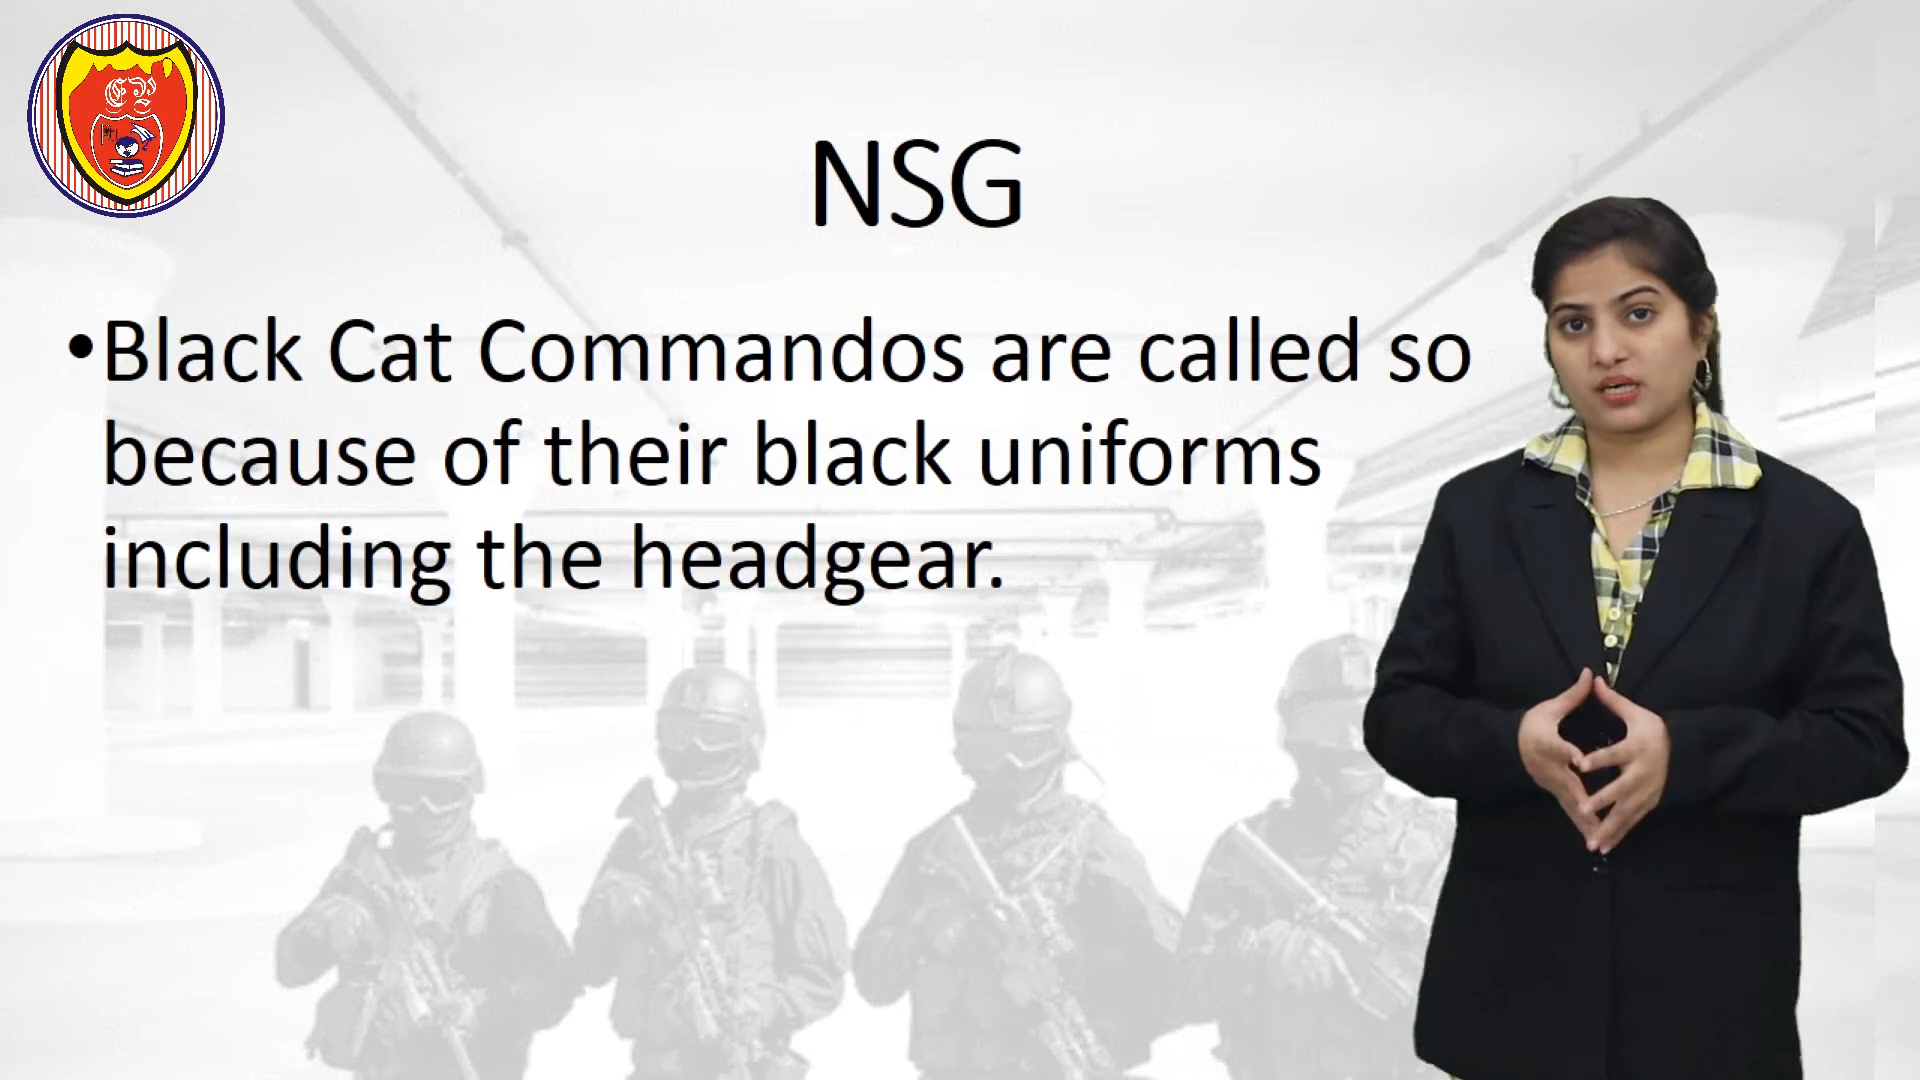 NSG
•Black Cat Commandos are called so
because of their black uniforms
including the headgear.